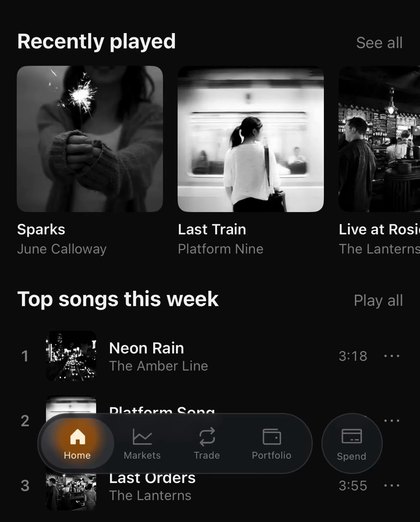 Recently played
See all
Sparks
June Calloway
Last Train
Platform Nine
Live at Rosi
The Lanterns
Top songs this week
Play all
1
Neon Rain
The Amber Line
3:18
2
Platform Song
Home
Markets
Trade
Portfolio
Spend
3
Last Orders
The Lanterns
3:55